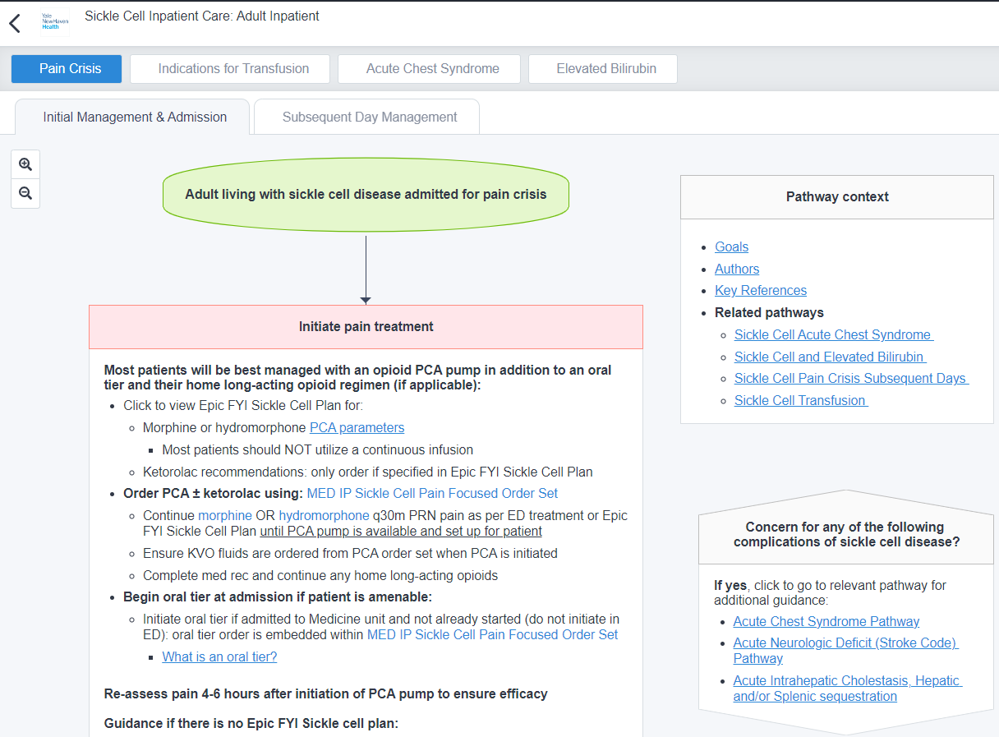 Yale
NewHaven
Health
Sickle Cell Inpatient Care: Adult Inpatient
Pain Crisis
Indications for Transfusion
Acute Chest Syndrome
Elevated Bilirubin
Initial Management & Admission
Subsequent Day Management
Adult living with sickle cell disease admitted for pain crisis
Initiate pain treatment
Most patients will be best managed with an opioid PCA pump in addition to an oral
tier and their home long-acting opioid regimen (if applicable):
• Click to view Epic FYI Sickle Cell Plan for:
◦ Morphine or hydromorphone PCA parameters
▪ Most patients should NOT utilize a continuous infusion
◦ Ketorolac recommendations: only order if specified in Epic FYI Sickle Cell Plan
• Order PCA ± ketorolac using: MED IP Sickle Cell Pain Focused Order Set
◦ Continue morphine OR hydromorphone q30m PRN pain as per ED treatment or Epic
FYI Sickle Cell Plan until PCA pump is available and set up for patient
◦ Ensure KVO fluids are ordered from PCA order set when PCA is initiated
◦ Complete med rec and continue any home long-acting opioids
• Begin oral tier at admission if patient is amenable:
◦ Initiate oral tier if admitted to Medicine unit and not already started (do not initiate in
ED): oral tier order is embedded within MED IP Sickle Cell Pain Focused Order Set
▪ What is an oral tier?
Re-assess pain 4-6 hours after initiation of PCA pump to ensure efficacy
Guidance if there is no Epic FYI Sickle cell plan:
Pathway context
• Goals
• Authors
• Key References
• Related pathways
◦ Sickle Cell Acute Chest Syndrome
◦ Sickle Cell and Elevated Bilirubin
◦ Sickle Cell Pain Crisis Subsequent Days
◦ Sickle Cell Transfusion
Concern for any of the following
complications of sickle cell disease?
If yes, click to go to relevant pathway for
additional guidance:
• Acute Chest Syndrome Pathway
• Acute Neurologic Deficit (Stroke Code)
Pathway
• Acute Intrahepatic Cholestasis, Hepatic
and/or Splenic sequestration